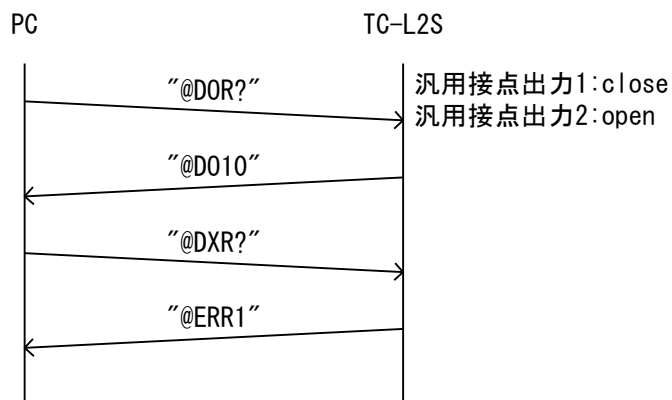 PC
TC-L2S
"@DOR?"
汎用接点出力1:close
汎用接点出力2:open
"@DO10"
"@DXR?"
"@ERR1"